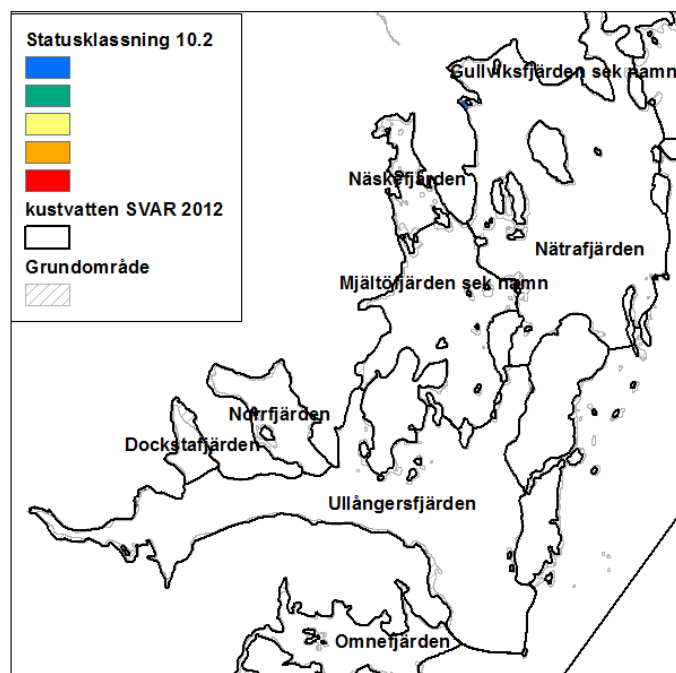 Statusklassning 10.2
kustvatten SVAR 2012
Grundområde
Gullviksfjärden sek namn
Näskefjärden
Nätrafjärden
Mjältöfjärden sek namn
Norrfjärden
Dockstafjärden
Ullångersfjärden
Omnefjärden